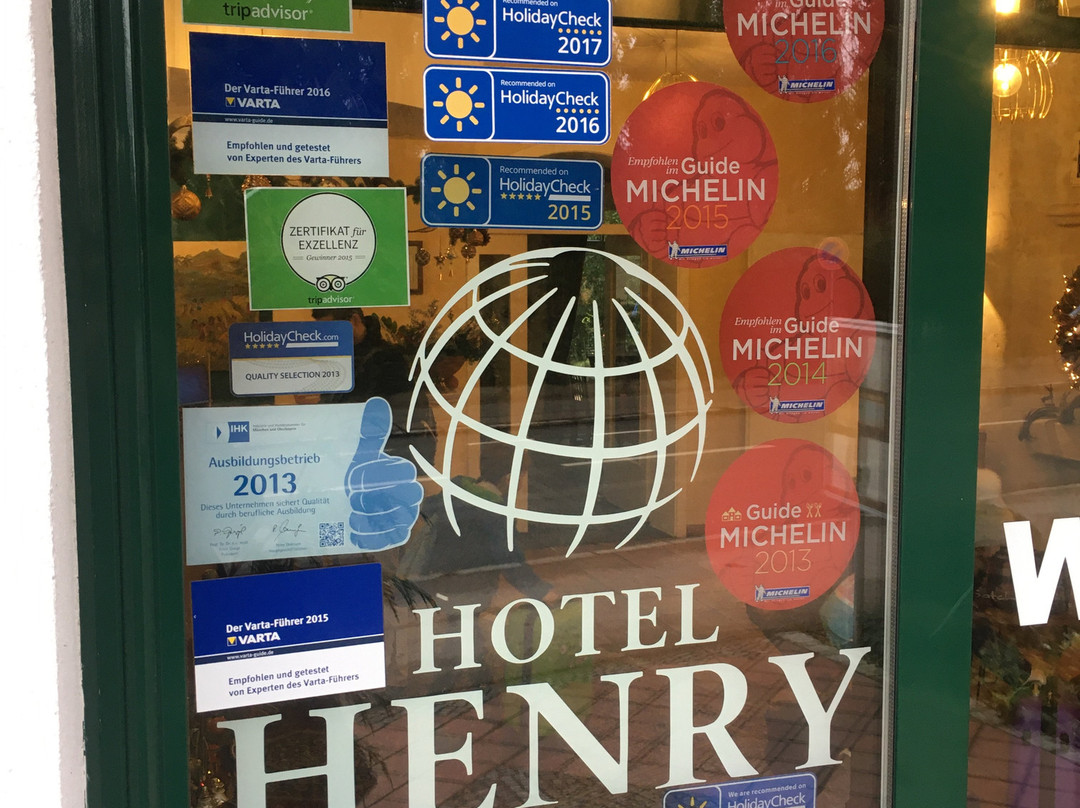 tripadvisor
Der Varta-Führer 2016
VARTA
www.varta-guide.de
Empfohlen und getestet
von Experten des Varta-Führers
ZERTIFIKAT für
EXZELLENZ
Gewinner 2015
tripadvisor
HolidayCheck.com
QUALITY SELECTION 2013
IHK
Ausbildungsbetrieb
2013
Dieses Unternehmen sichert Qualität
durch berufliche Ausbildung
Der Varta-Führer 2015
VARTA
www.varta-guide.de
Empfohlen und getestet
von Experten des Varta-Führers
Recommended on
HolidayCheck
2017
Recommended on
HolidayCheck
2016
Recommended on
HolidayCheck
2015
im Guide
MICHELIN
2016
MICHELIN
Empfohlen
im Guide
MICHELIN
2015
MICHELIN
Empfohlen
im Guide
MICHELIN
2014
MICHELIN
Guide
MICHELIN
2013
MICHELIN
HOTEL
HENRY
We are recommended on
HolidayCheck
W